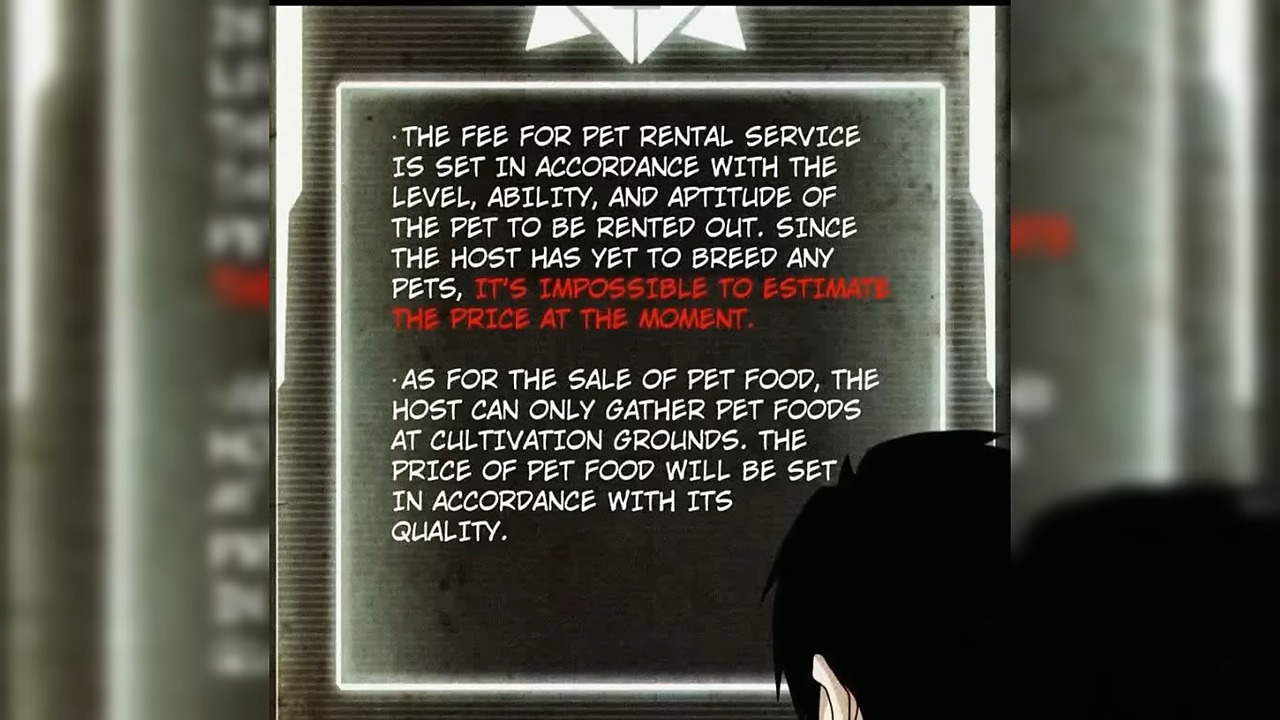 ·THE FEE FOR PET RENTAL SERVICE
IS SET IN ACCORDANCE WITH THE
LEVEL, ABILITY, AND APTITUDE OF
THE PET TO BE RENTED OUT. SINCE
THE HOST HAS YET TO BREED ANY
PETS, IT'S IMPOSSIBLE TO ESTIMATE
THE PRICE AT THE MOMENT.
·AS FOR THE SALE OF PET FOOD, THE
HOST CAN ONLY GATHER PET FOODS
AT CULTIVATION GROUNDS. THE
PRICE OF PET FOOD WILL BE SET
IN ACCORDANCE WITH ITS
QUALITY.